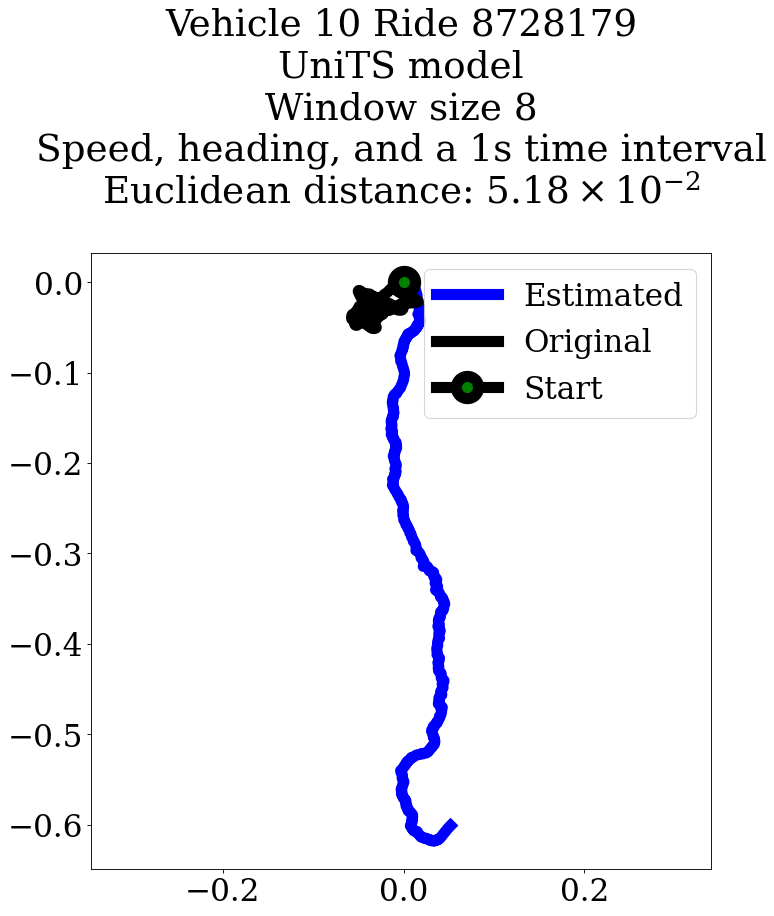 Vehicle 10 Ride 8728179
UniTS model
Window size 8
Speed, heading, and a 1s time interval
Euclidean distance: 5.18 × 10⁻²
0.0
−0.1
−0.2
−0.3
−0.4
−0.5
−0.6
Estimated
Original
Start
−0.2 0.0 0.2